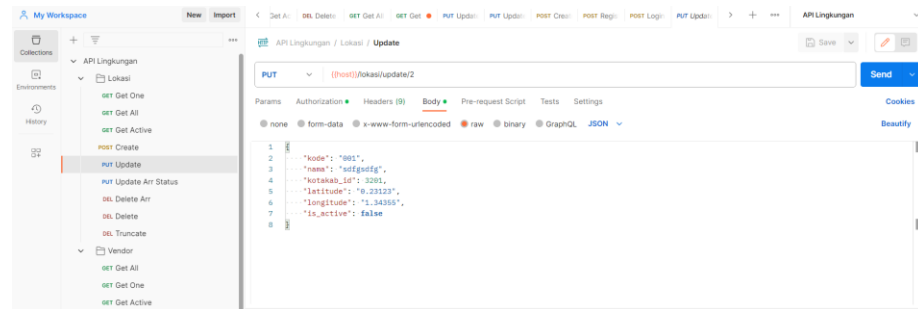 My Workspace New Import
DEL Delete GET Get Al GET Get PUT Updat PUT Updat POST Creat POST Regis POST Login PUT Updat API Lingkungan
Collections
API Lingkungan / Lokasi / Update Save
API Lingkungan
Lokasi PUT {{host}}/lokasi/update/2 Send
Environments
GET Get One Params Authorization Headers (9) Body Pre-request Script Tests Settings Cookies
History
GET Get All none form-data x-www-form-urlencoded raw binary GraphQL JSON Beautify
GET Get Active
POST Create
PUT Update
PUT Update Arr Status
DEL Delete Arr
DEL Delete
DEL Truncate
Vendor
GET Get All
GET Get One
GET Get Active
1 {
2 "kode": "001",
3 "nama": "sdfgsdfg",
4 "kotakab_id": 3201,
5 "latitude": "0.23123",
6 "longitude": "1.34355",
7 "is_active": false
8 }